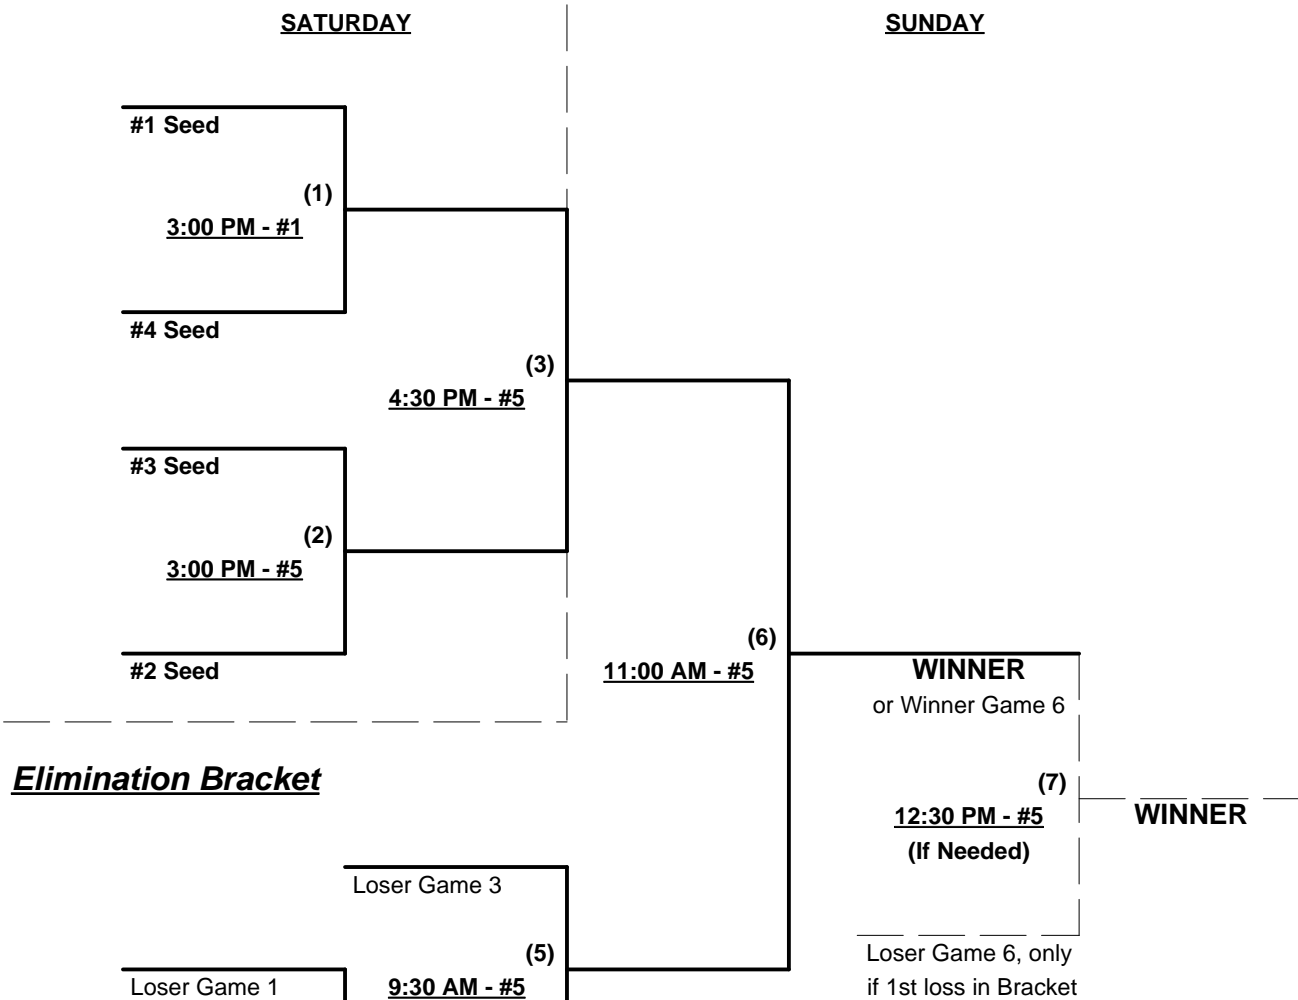 SATURDAY
SUNDAY
#1 Seed
(1)
3:00 PM - #1
#4 Seed
(3)
4:30 PM - #5
#3 Seed
(2)
3:00 PM - #5
#2 Seed
(6)
11:00 AM - #5
WINNER
or Winner Game 6
Elimination Bracket
(7)
12:30 PM - #5
(If Needed)
WINNER
Loser Game 3
(5)
9:30 AM - #5
Loser Game 1
Loser Game 6, only
if 1st loss in Bracket